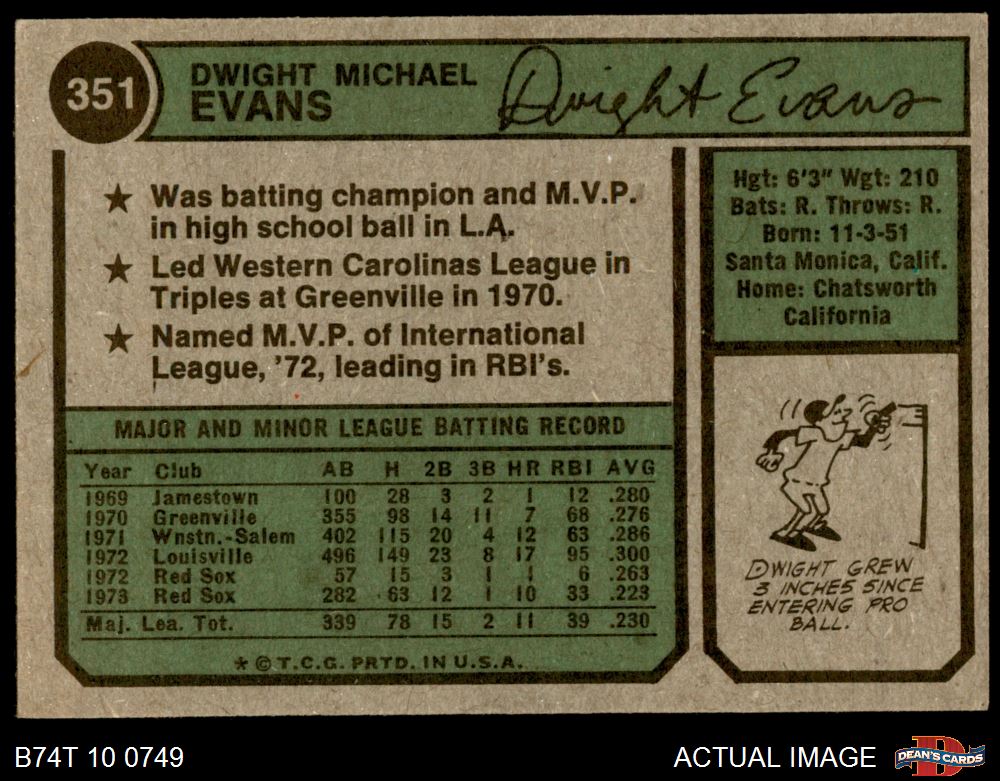 351
DWIGHT MICHAEL
EVANS
Dwight Evans
★ Was batting champion and M.V.P.
in high school ball in L.A.
★ Led Western Carolinas League in
Triples at Greenville in 1970.
★ Named M.V.P. of International
League, '72, leading in RBI's.
Hgt: 6'3" Wgt: 210
Bats: R. Throws: R.
Born: 11-3-51
Santa Monica, Calif.
Home: Chatsworth
California
MAJOR AND MINOR LEAGUE BATTING RECORD
Year Club AB H 2B 3B HR RBI AVG
1969 Jamestown 100 28 3 2 1 12 .280
1970 Greenville 355 98 14 11 7 68 .276
1971 Wnstn.-Salem 402 115 20 4 12 63 .286
1972 Louisville 496 149 23 8 17 95 .300
1972 Red Sox 57 15 3 1 1 6 .263
1973 Red Sox 282 63 12 1 10 33 .223
Maj. Lea. Tot. 339 78 15 2 11 39 .230
* © T.C.G. PRTD. IN U.S.A.
DWIGHT GREW
3 INCHES SINCE
ENTERING PRO
BALL.
B74T 10 0749
ACTUAL IMAGE
D
DEAN'S CARDS